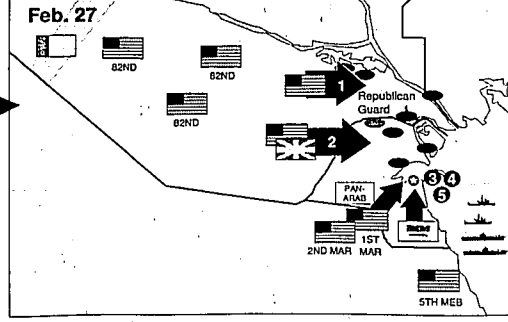 Feb. 27
82ND
82ND
82ND
1
Republican
Guard
2
PAN-
ARAB
3 4
5
2ND MAR
1ST
MAR
5TH MEB